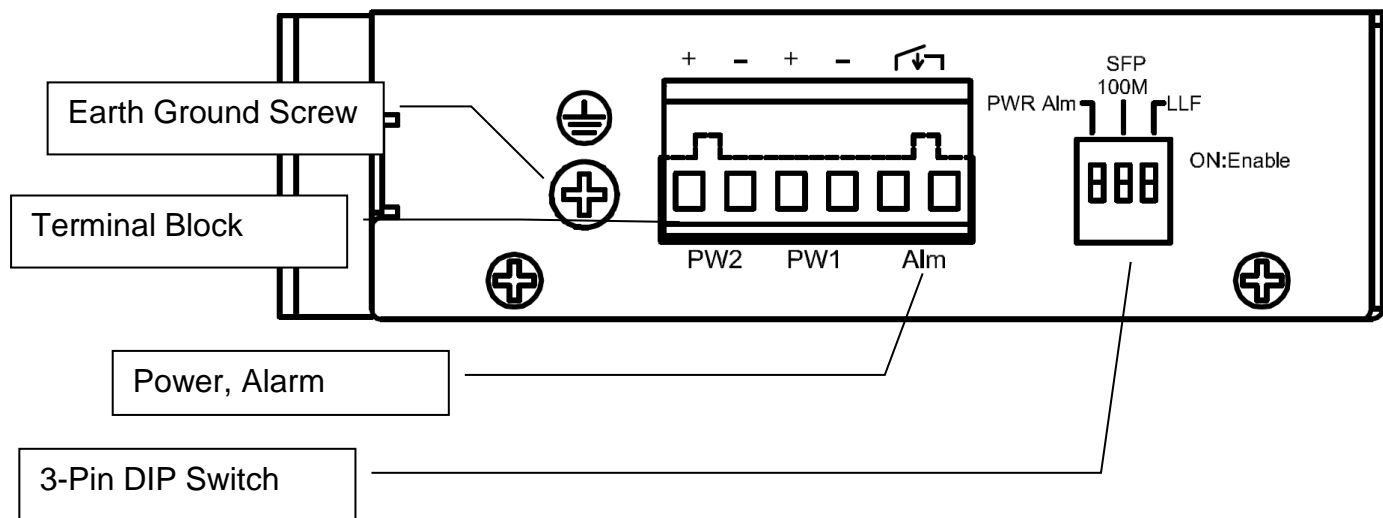 + – + –
SFP
100M
PWR Alm
LLF
Earth Ground Screw
ON:Enable
Terminal Block
PW2 PW1 Alm
Power, Alarm
3-Pin DIP Switch